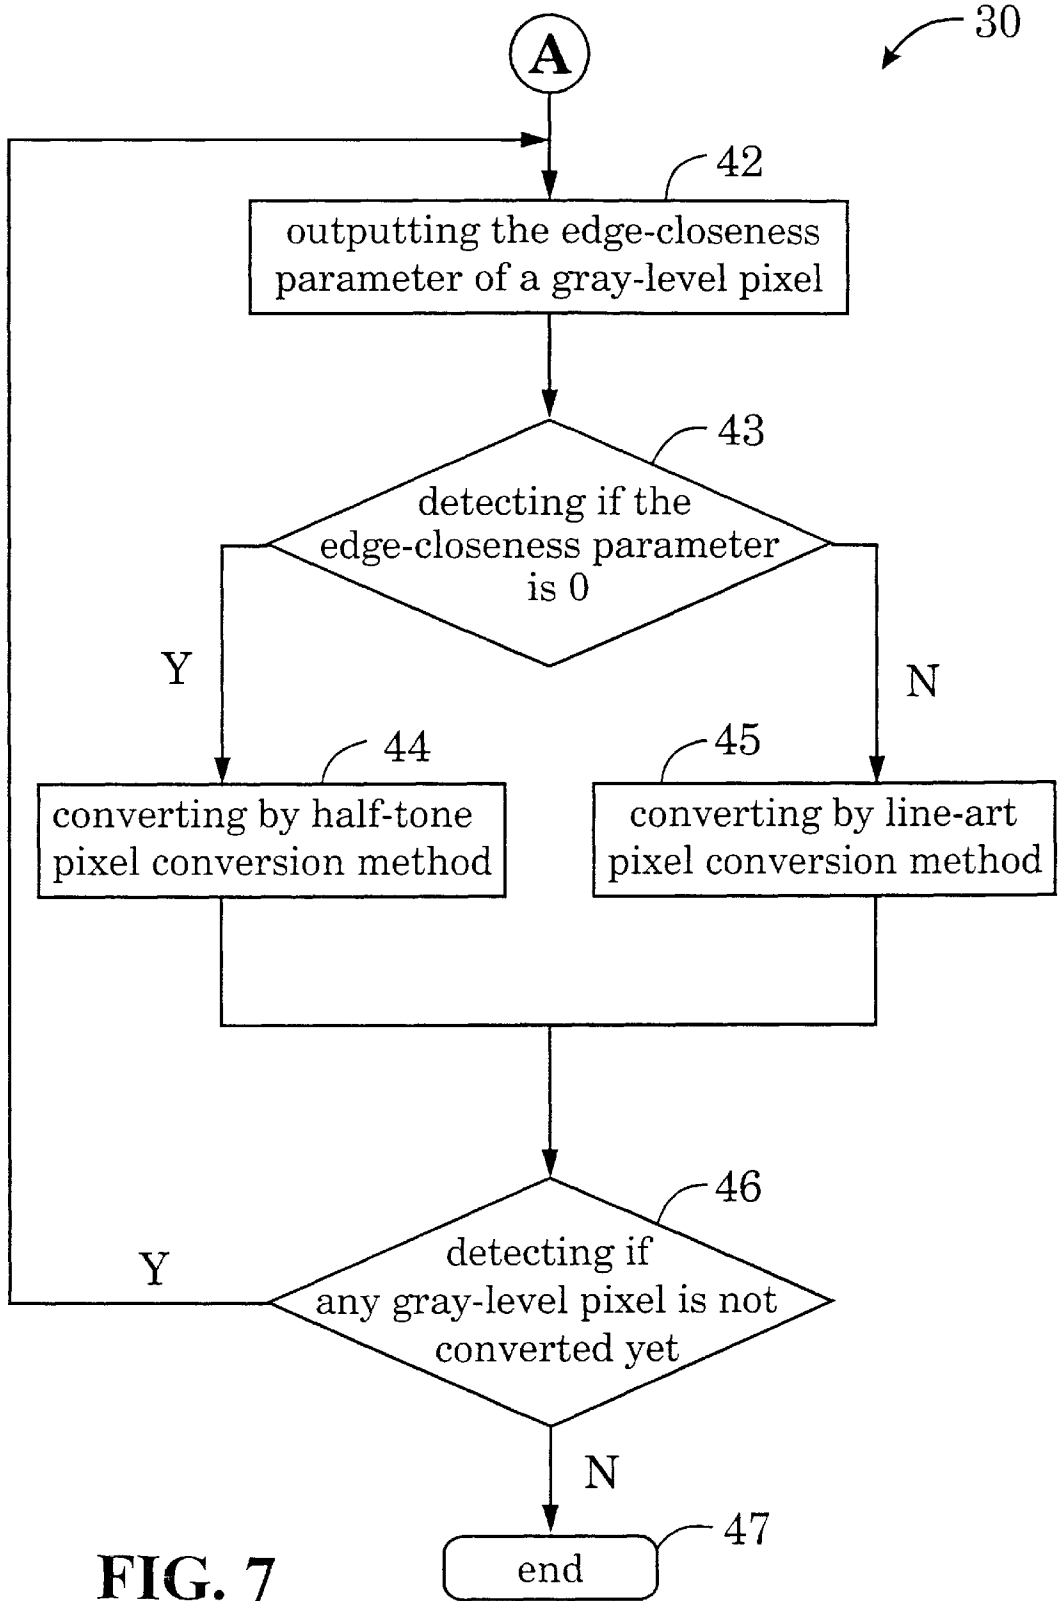 30
A
42
outputting the edge-closeness
parameter of a gray-level pixel
43
detecting if the
edge-closeness parameter
is 0
Y
N
44
45
converting by half-tone
pixel conversion method
converting by line-art
pixel conversion method
46
detecting if
any gray-level pixel is not
converted yet
Y
N
47
end
FIG. 7